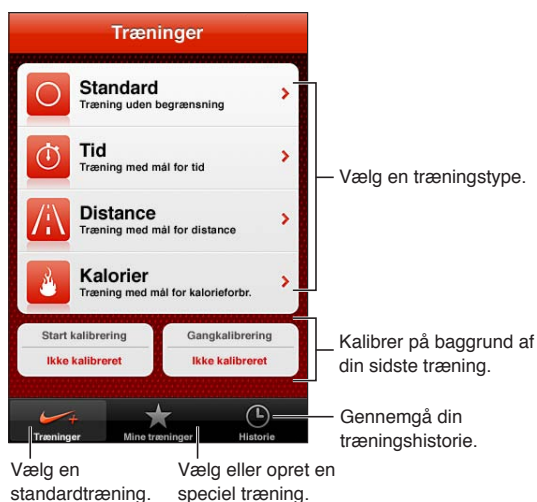 Træninger
Standard
Træning uden begrænsning
Tid
Træning med mål for tid
Distance
Træning med mål for distance
Kalorier
Træning med mål for kalorieforbr.
Start kalibrering
Ikke kalibreret
Gangkalibrering
Ikke kalibreret
Træninger
Mine træninger
Historie
Vælg en træningstype.
Kalibrer på baggrund af
din sidste træning.
Gennemgå din
træningshistorie.
Vælg en
standardtræning.
Vælg eller opret en
speciel træning.